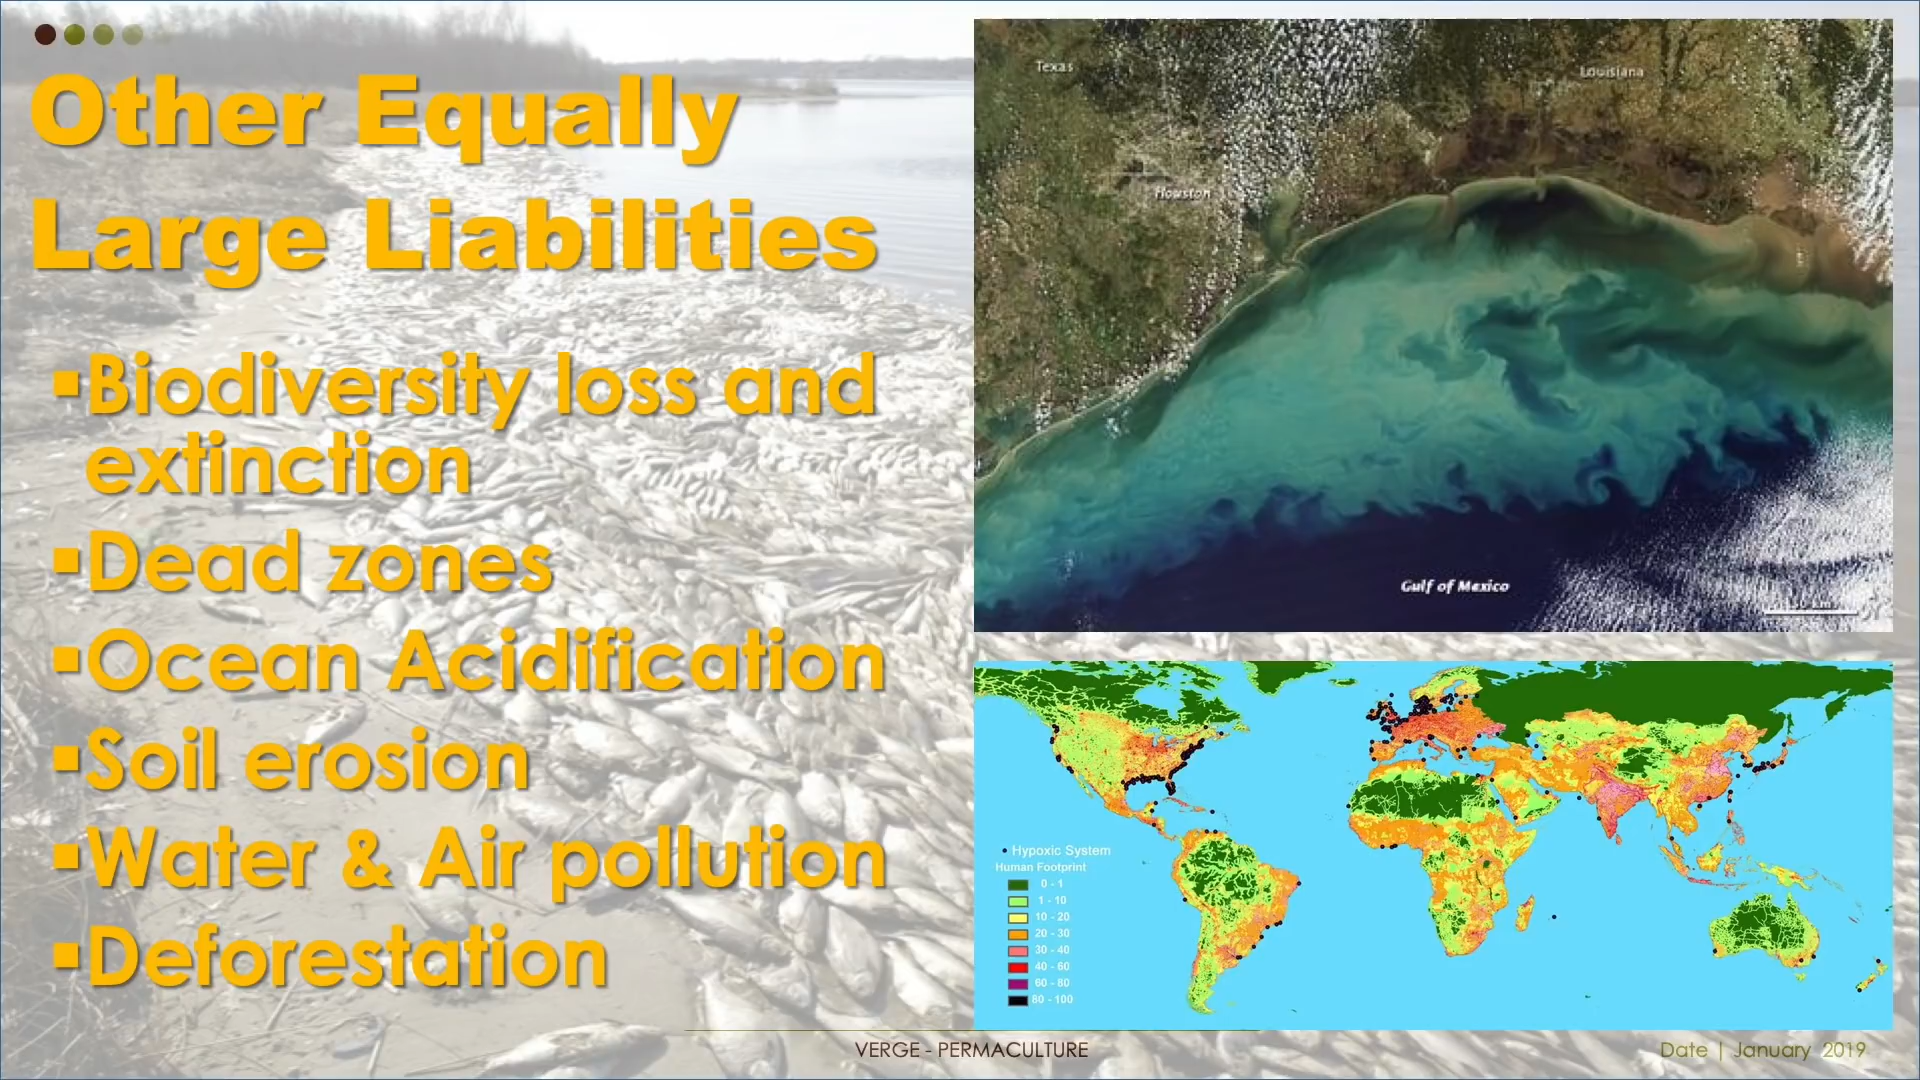 Other Equally
Large Liabilities
▪Biodiversity loss and
extinction
▪Dead zones
▪Ocean Acidification
▪Soil erosion
▪Water & Air pollution
▪Deforestation
Texas
Louisiana
Houston
Gulf of Mexico
• Hypoxic System
Human Footprint
0 - 1
1 - 10
10 - 20
20 - 30
30 - 40
40 - 60
60 - 80
80 - 100
VERGE - PERMACULTURE
Date | January 2019